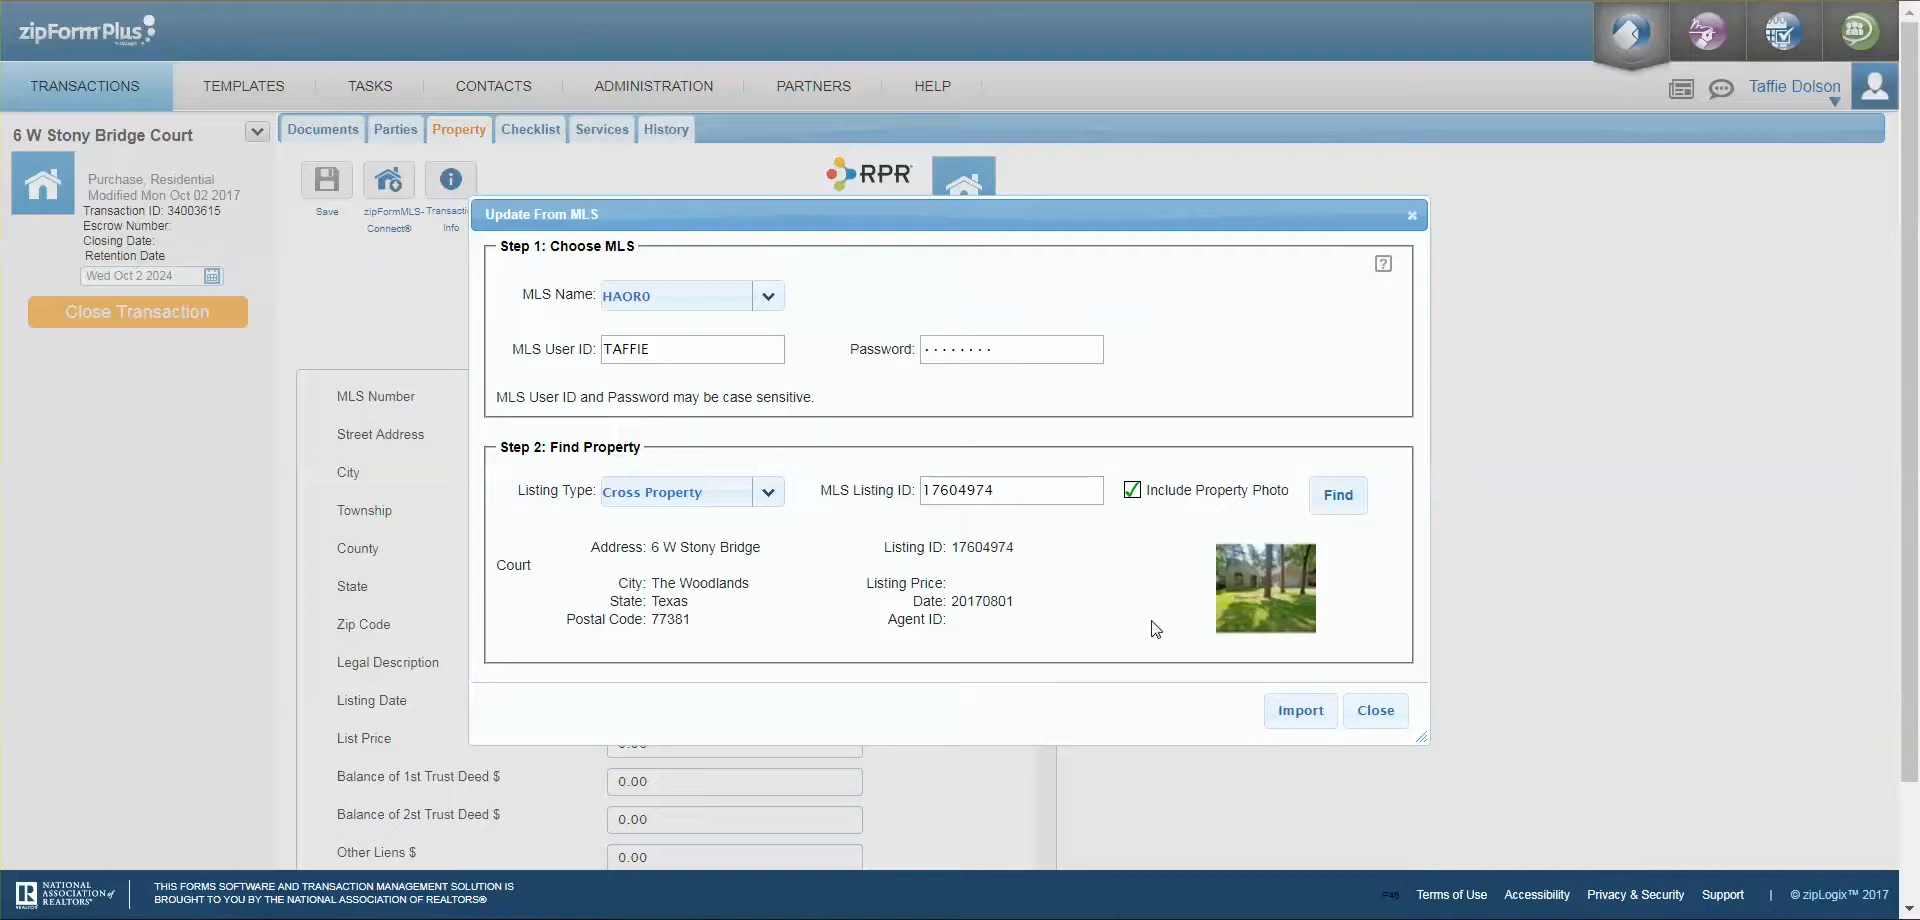 zipFormPlus
TRANSACTIONS
TEMPLATES
TASKS
CONTACTS
ADMINISTRATION
PARTNERS
HELP
Taffie Dolson
6 W Stony Bridge Court
Documents
Parties
Property
Checklist
Services
History
Purchase, Residential
Modified Mon Oct 02 2017
Transaction ID: 34003615
Escrow Number:
Closing Date:
Retention Date
Wed Oct 2 2024
Close Transaction
Save
zipFormMLS-Connect®
Transacti
Info
RPR
Update From MLS
Step 1: Choose MLS
?
MLS Name: HAOR0
MLS User ID: TAFFIE
Password: ········
MLS User ID and Password may be case sensitive.
Step 2: Find Property
Listing Type: Cross Property
MLS Listing ID: 17604974
Include Property Photo
Find
Address: 6 W Stony Bridge
Court
City: The Woodlands
State: Texas
Postal Code: 77381
Listing ID: 17604974
Listing Price:
Date: 20170801
Agent ID:
Import
Close
MLS Number
Street Address
City
Township
County
State
Zip Code
Legal Description
Listing Date
List Price
0.00
Balance of 1st Trust Deed $
0.00
Balance of 2st Trust Deed $
0.00
Other Liens $
0.00
NATIONAL
ASSOCIATION of
REALTORS®
THIS FORMS SOFTWARE AND TRANSACTION MANAGEMENT SOLUTION IS
BROUGHT TO YOU BY THE NATIONAL ASSOCIATION OF REALTORS®
Terms of Use
Accessibility
Privacy & Security
Support
|
© zipLogix™ 2017